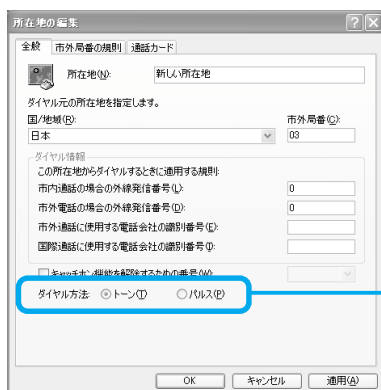 所在地の編集
全般 市外局番の規則 通話カード
所在地(N): 新しい所在地
ダイヤル元の所在地を指定します。
国/地域(R): 市外局番(C):
日本 03
ダイヤル情報
この所在地からダイヤルするときに適用する規則:
市内通話の場合の外線発信番号(L): 0
市外電話の場合の外線発信番号(D): 0
市外通話に使用する電話会社の識別番号(E):
国際通話に使用する電話会社の識別番号(I):
キャッチホン機能を解除するための番号(W):
ダイヤル方法: トーン(T) パルス(P)
OK キャンセル 適用(A)